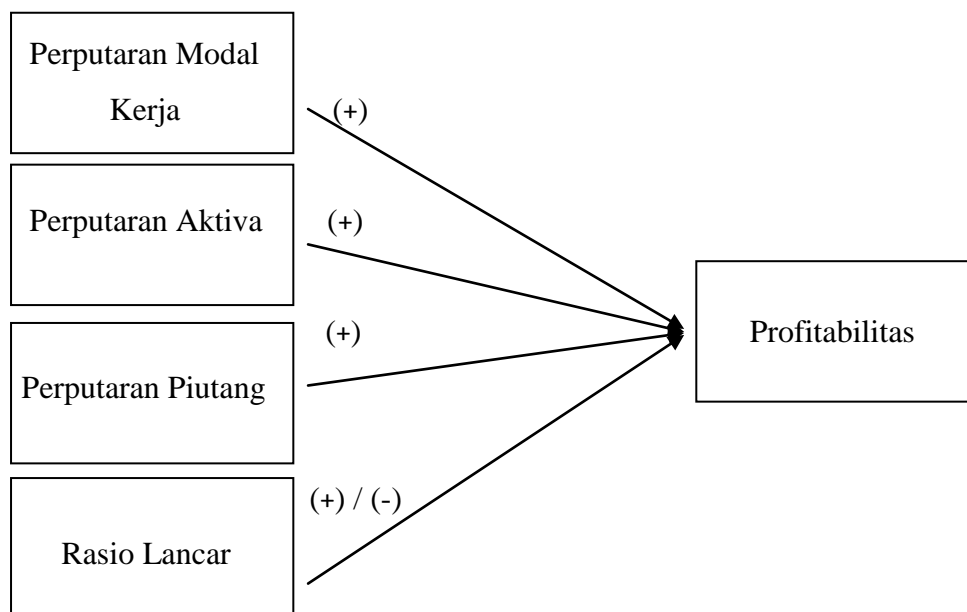 Perputaran Modal
Kerja
(+)
Perputaran Aktiva
(+)
Perputaran Piutang
(+)
Rasio Lancar
(+) / (-)
Profitabilitas